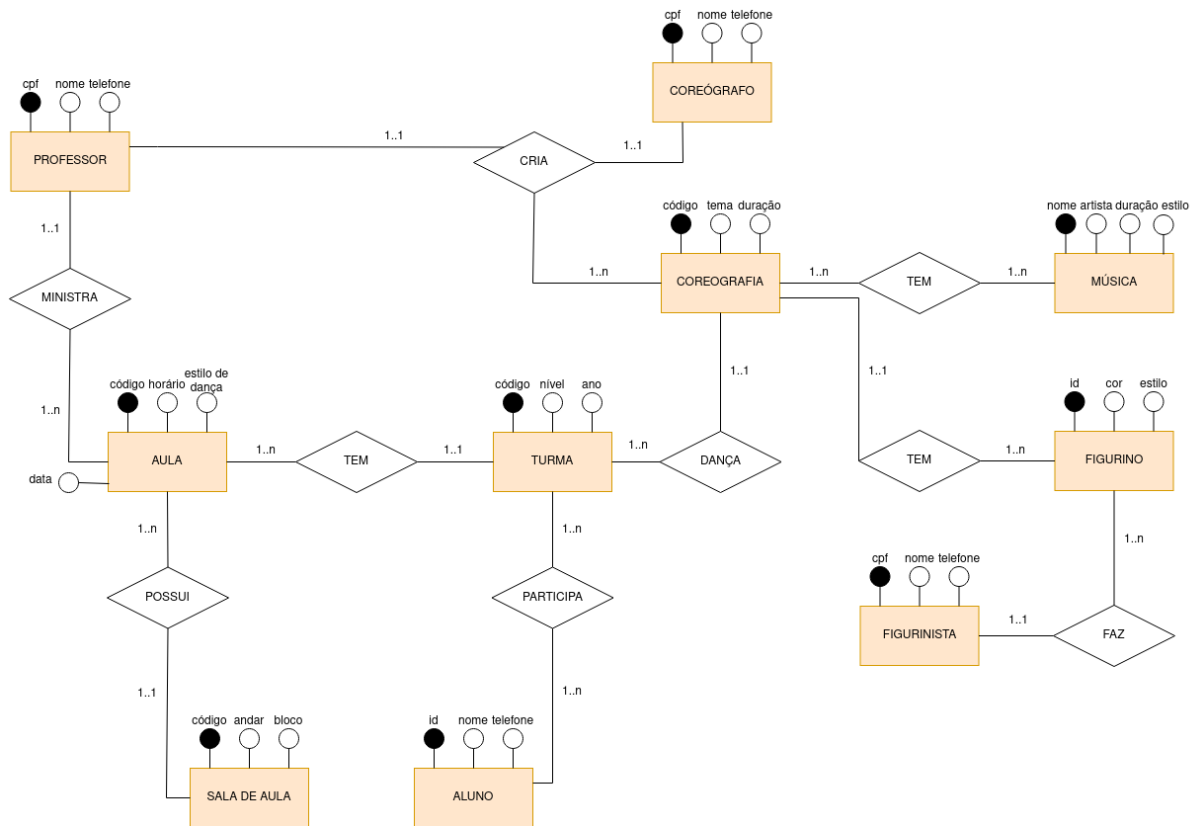 cpf nome telefone
COREÓGRAFO
cpf nome telefone
PROFESSOR
1..1
CRIA
1..1
1..1
código tema duração
COREOGRAFIA
1..n
1..n
TEM
1..n
nome artista duração estilo
MÚSICA
MINISTRA
1..n
1..1
1..1
código horário estilo de
dança
AULA
data
1..n
TEM
1..1
código nível ano
TURMA
1..n
DANÇA
TEM
1..n
id cor estilo
FIGURINO
1..n
1..n
1..n
POSSUI
PARTICIPA
cpf nome telefone
FIGURINISTA
1..1
FAZ
1..1
1..n
código andar bloco
SALA DE AULA
id nome telefone
ALUNO